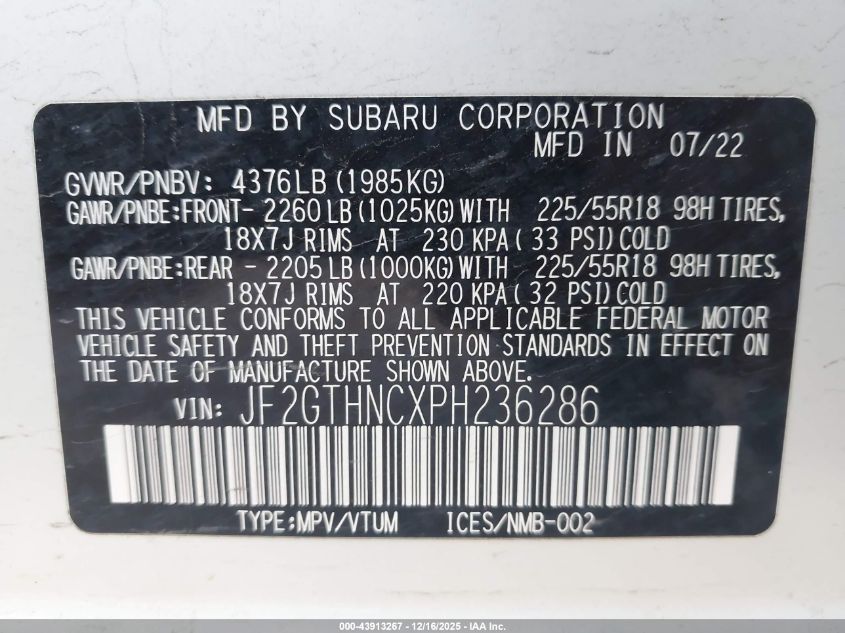 MFD BY SUBARU CORPORATION
MFD IN 07/22
GVWR/PNBV: 4376LB (1985KG)
GAWR/PNBE:FRONT- 2260 LB (1025KG) WITH 225/55R18 98H TIRES,
18X7J RIMS AT 230 KPA ( 33 PSI) COLD
GAWR/PNBE:REAR - 2205 LB (1000KG) WITH 225/55R18 98H TIRES,
18X7J RIMS AT 220 KPA ( 32 PSI) COLD
THIS VEHICLE CONFORMS TO ALL APPLICABLE FEDERAL MOTOR
VEHICLE SAFETY AND THEFT PREVENTION STANDARDS IN EFFECT ON
THE DATE OF MANUFACTURE SHOWN ABOVE.
VIN: JF2GTHNCXPH236286
TYPE:MPV/VTUM ICES/NMB-002
000-43913267 - 12/16/2025 - IAA Inc.